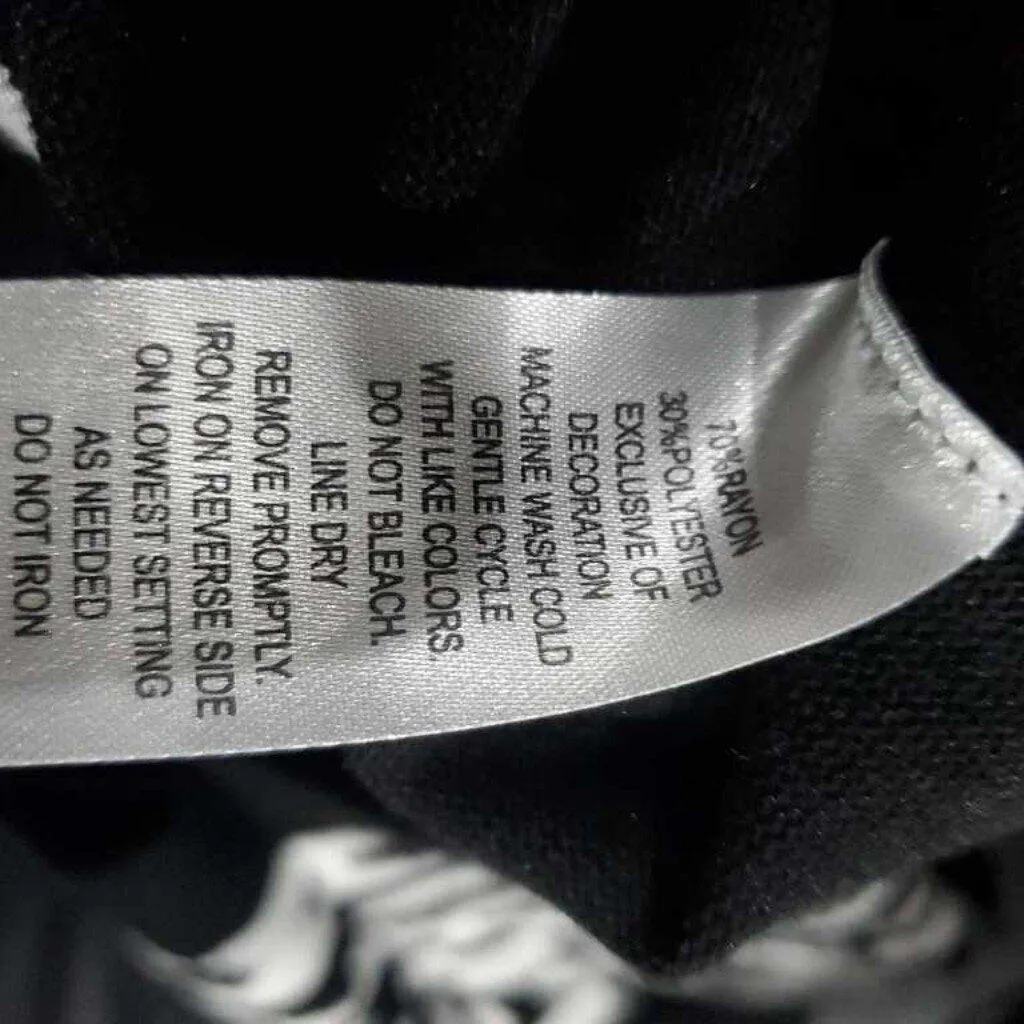 70%RAYON
30%POLYESTER
EXCLUSIVE OF
DECORATION
MACHINE WASH COLD
GENTLE CYCLE
WITH LIKE COLORS.
DO NOT BLEACH.
LINE DRY
REMOVE PROMPTLY.
IRON ON REVERSE SIDE
ON LOWEST SETTING
AS NEEDED
DO NOT IRON